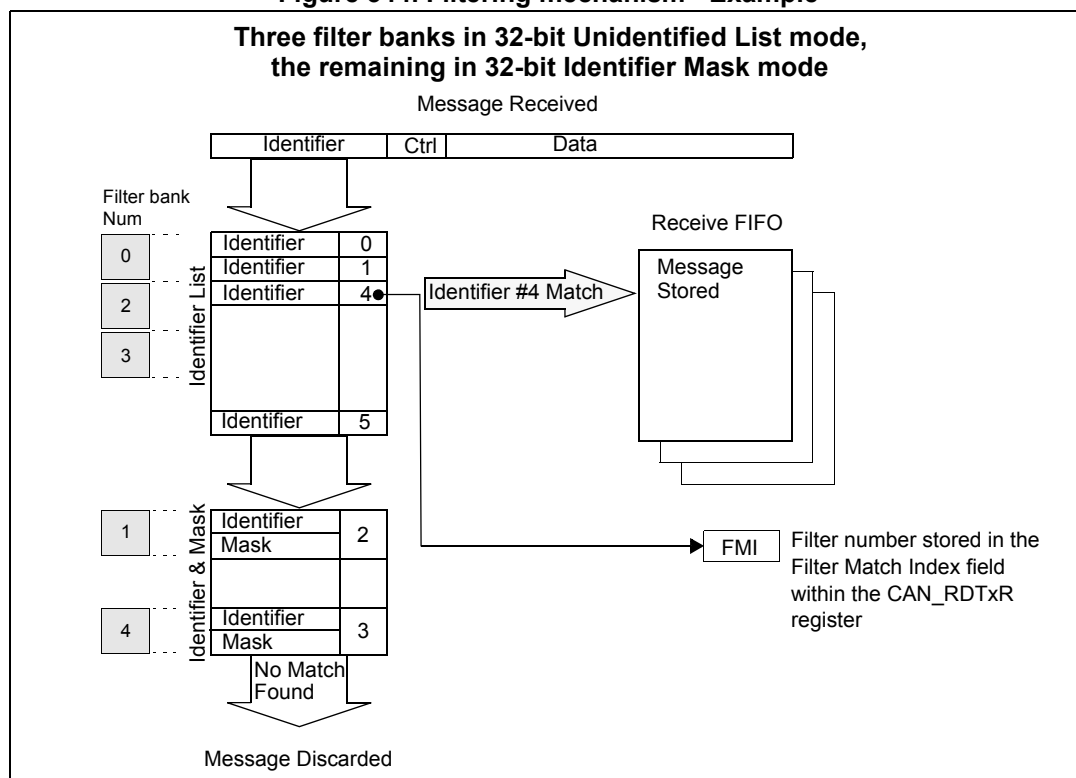 Three filter banks in 32-bit Unidentified List mode,
the remaining in 32-bit Identifier Mask mode
Message Received
Identifier Ctrl Data
Filter bank
Num
0
2
3
Identifier List
Identifier 0
Identifier 1
Identifier 4
Identifier 5
Identifier #4 Match
Receive FIFO
Message
Stored
1
4
Identifier & Mask
Identifier
Mask
2
Identifier
Mask
3
FMI
Filter number stored in the
Filter Match Index field
within the CAN_RDTxR
register
No Match
Found
Message Discarded